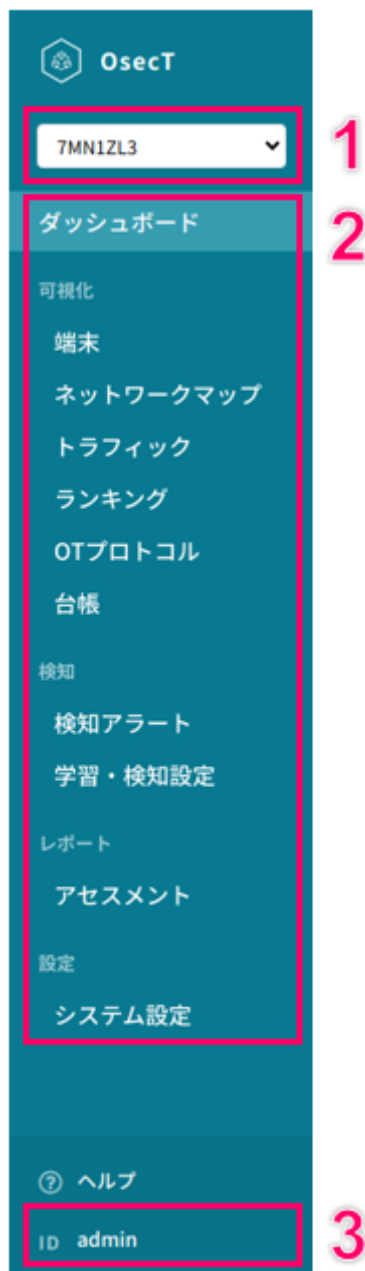 OsecT
7MN1ZL3
1
ダッシュボード
2
可視化
端末
ネットワークマップ
トラフィック
ランキング
OTプロトコル
台帳
検知
検知アラート
学習・検知設定
レポート
アセスメント
設定
システム設定
? ヘルプ
ID admin
3